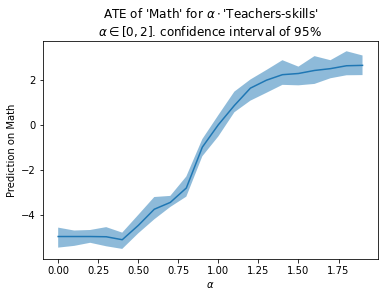 ATE of 'Math' for α · 'Teachers-skills'
α ∈ [0, 2]. confidence interval of 95%
Prediction on Math
2
0
−2
−4
0.00 0.25 0.50 0.75 1.00 1.25 1.50 1.75
α